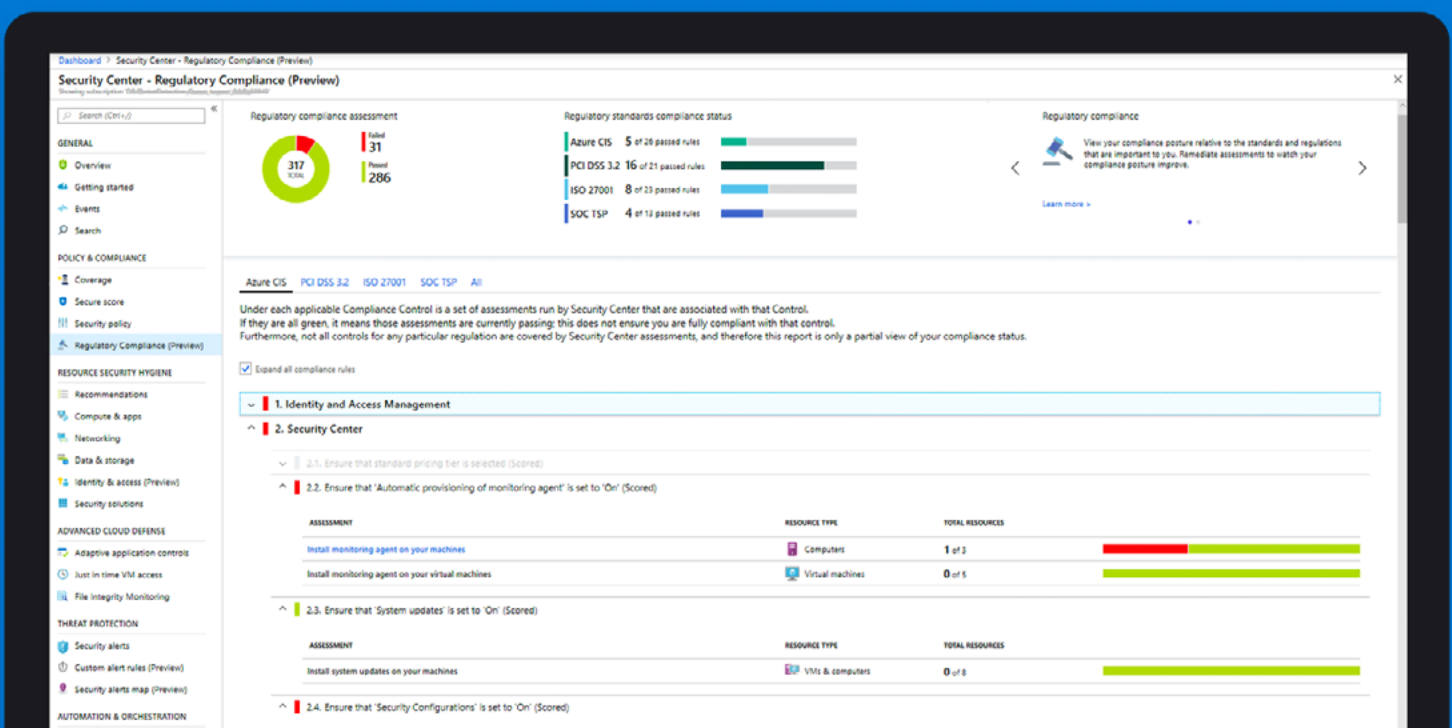 Dashboard > Security Center - Regulatory Compliance (Preview)
Security Center - Regulatory Compliance (Preview)
Showing subscription
Search (Ctrl+/)
GENERAL
Overview
Getting started
Events
Search
POLICY & COMPLIANCE
Coverage
Secure score
Security policy
Regulatory Compliance (Preview)
RESOURCE SECURITY HYGIENE
Recommendations
Compute & apps
Networking
Data & storage
Identity & access (Preview)
Security solutions
ADVANCED CLOUD DEFENSE
Adaptive application controls
Just in time VM access
File Integrity Monitoring
THREAT PROTECTION
Security alerts
Custom alert rules (Preview)
Security alerts map (Preview)
AUTOMATION & ORCHESTRATION
Regulatory compliance assessment
317
TOTAL
Failed
31
Passed
286
Regulatory standards compliance status
Azure CIS 5 of 26 passed rules
PCI DSS 3.2 16 of 21 passed rules
ISO 27001 8 of 23 passed rules
SOC TSP 4 of 13 passed rules
Regulatory compliance
View your compliance posture relative to the standards and regulations
that are important to you. Remediate assessments to watch your
compliance posture improve.
Learn more >
Azure CIS PCI DSS 3.2 ISO 27001 SOC TSP All
Under each applicable Compliance Control is a set of assessments run by Security Center that are associated with that Control.
If they are all green, it means those assessments are currently passing; this does not ensure you are fully compliant with that control.
Furthermore, not all controls for any particular regulation are covered by Security Center assessments, and therefore this report is only a partial view of your compliance status.
Expand all compliance rules
1. Identity and Access Management
2. Security Center
2.1. Ensure that standard pricing tier is selected (Scored)
2.2. Ensure that 'Automatic provisioning of monitoring agent' is set to 'On' (Scored)
ASSESSMENT RESOURCE TYPE TOTAL RESOURCES
Install monitoring agent on your machines Computers 1 of 3
Install monitoring agent on your virtual machines Virtual machines 0 of 5
2.3. Ensure that 'System updates' is set to 'On' (Scored)
ASSESSMENT RESOURCE TYPE TOTAL RESOURCES
Install system updates on your machines VMs & computers 0 of 8
2.4. Ensure that 'Security Configurations' is set to 'On' (Scored)